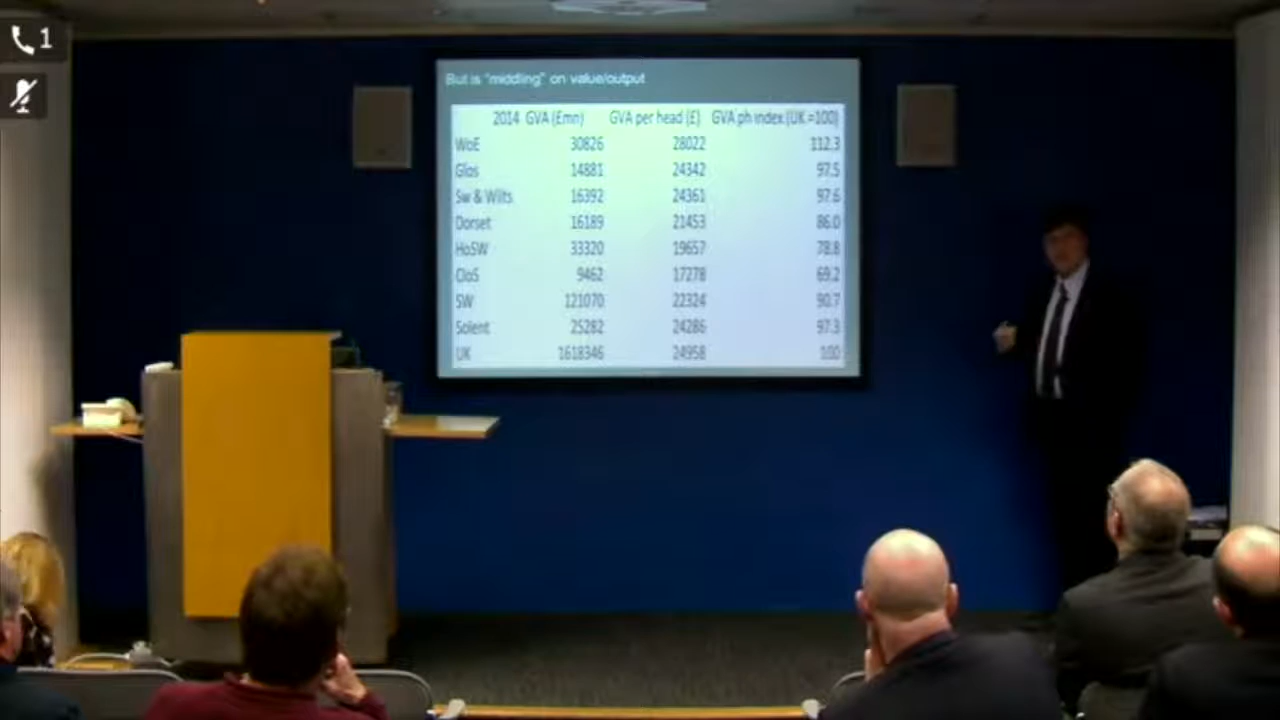 1
But is "middling" on value/output
2014 GVA (£mn) GVA per head (£) GVA ph index (UK =100)
WoE 30826 28022 112.3
Glos 14881 24342 97.5
Sw & Wilts 16392 24361 97.6
Dorset 16189 21453 86.0
HoSW 33320 19657 78.8
CIoS 9462 17278 69.2
SW 121070 22324 90.7
Solent 25282 24286 97.3
UK 1618346 24958 100